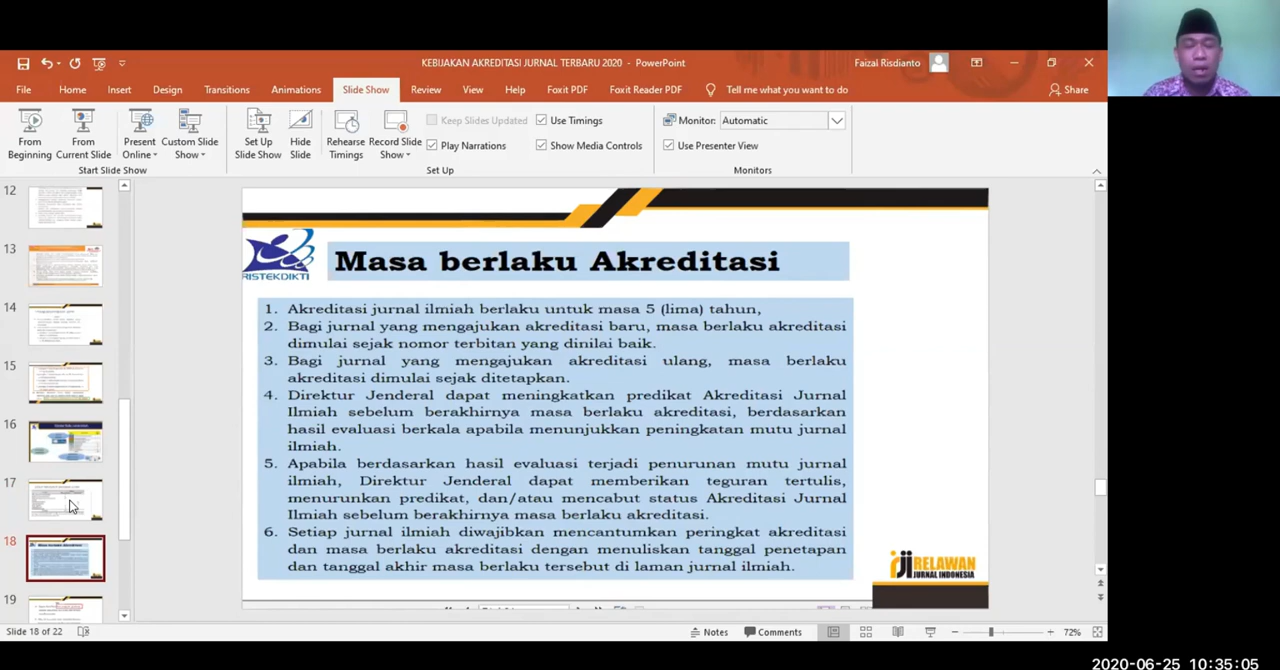 KEBIJAKAN AKREDITASI JURNAL TERBARU 2020 - PowerPoint
Faizal Risdianto
File Home Insert Design Transitions Animations Slide Show Review View Help Foxit PDF Foxit Reader PDF Tell me what you want to do Share
From Beginning
From Current Slide
Present Online
Custom Slide Show
Set Up Slide Show
Hide Slide
Rehearse Timings
Record Slide Show
Keep Slides Updated
Play Narrations
Use Timings
Show Media Controls
Monitor: Automatic
Use Presenter View
Start Slide Show
Set Up
Monitors
12
13
14
15
16
17
18
19
RISTEKDIKTI
Masa berlaku Akreditasi
1. Akreditasi jurnal ilmiah berlaku untuk masa 5 (lima) tahun,
2. Bagi jurnal yang mengajukan akreditasi baru, masa berlaku akreditasi
dimulai sejak nomor terbitan yang dinilai baik.
3. Bagi jurnal yang mengajukan akreditasi ulang, masa berlaku
akreditasi dimulai sejak ditetapkan.
4. Direktur Jenderal dapat meningkatkan predikat Akreditasi Jurnal
Ilmiah sebelum berakhirnya masa berlaku akreditasi, berdasarkan
hasil evaluasi berkala apabila menunjukkan peningkatan mutu jurnal
ilmiah.
5. Apabila berdasarkan hasil evaluasi terjadi penurunan mutu jurnal
ilmiah, Direktur Jenderal dapat memberikan teguran tertulis,
menurunkan predikat, dan/atau mencabut status Akreditasi Jurnal
Ilmiah sebelum berakhirnya masa berlaku akreditasi.
6. Setiap jurnal ilmiah diwajibkan mencantumkan peringkat akreditasi
dan masa berlaku akreditasi dengan menuliskan tanggal penetapan
dan tanggal akhir masa berlaku tersebut di laman jurnal ilmiah.
RELAWAN
JURNAL INDONESIA
Slide 18 of 22
Notes
Comments
72%
2020-06-25 10:35:05